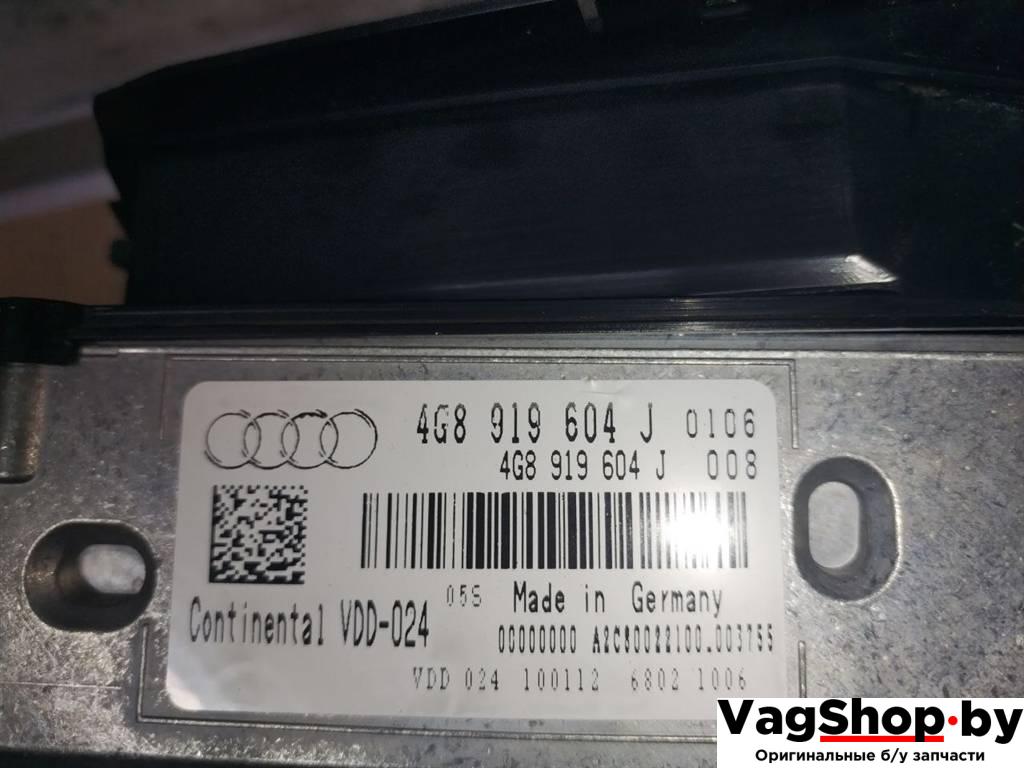 4G8 919 604 J 0106
4G8 919 604 J 008
05S Made in Germany
Continental VDD-024
00000000 A2C80022100.003755
VDD 024 100112 6802 1006
VagShop.by
Оригинальные б/у запчасти